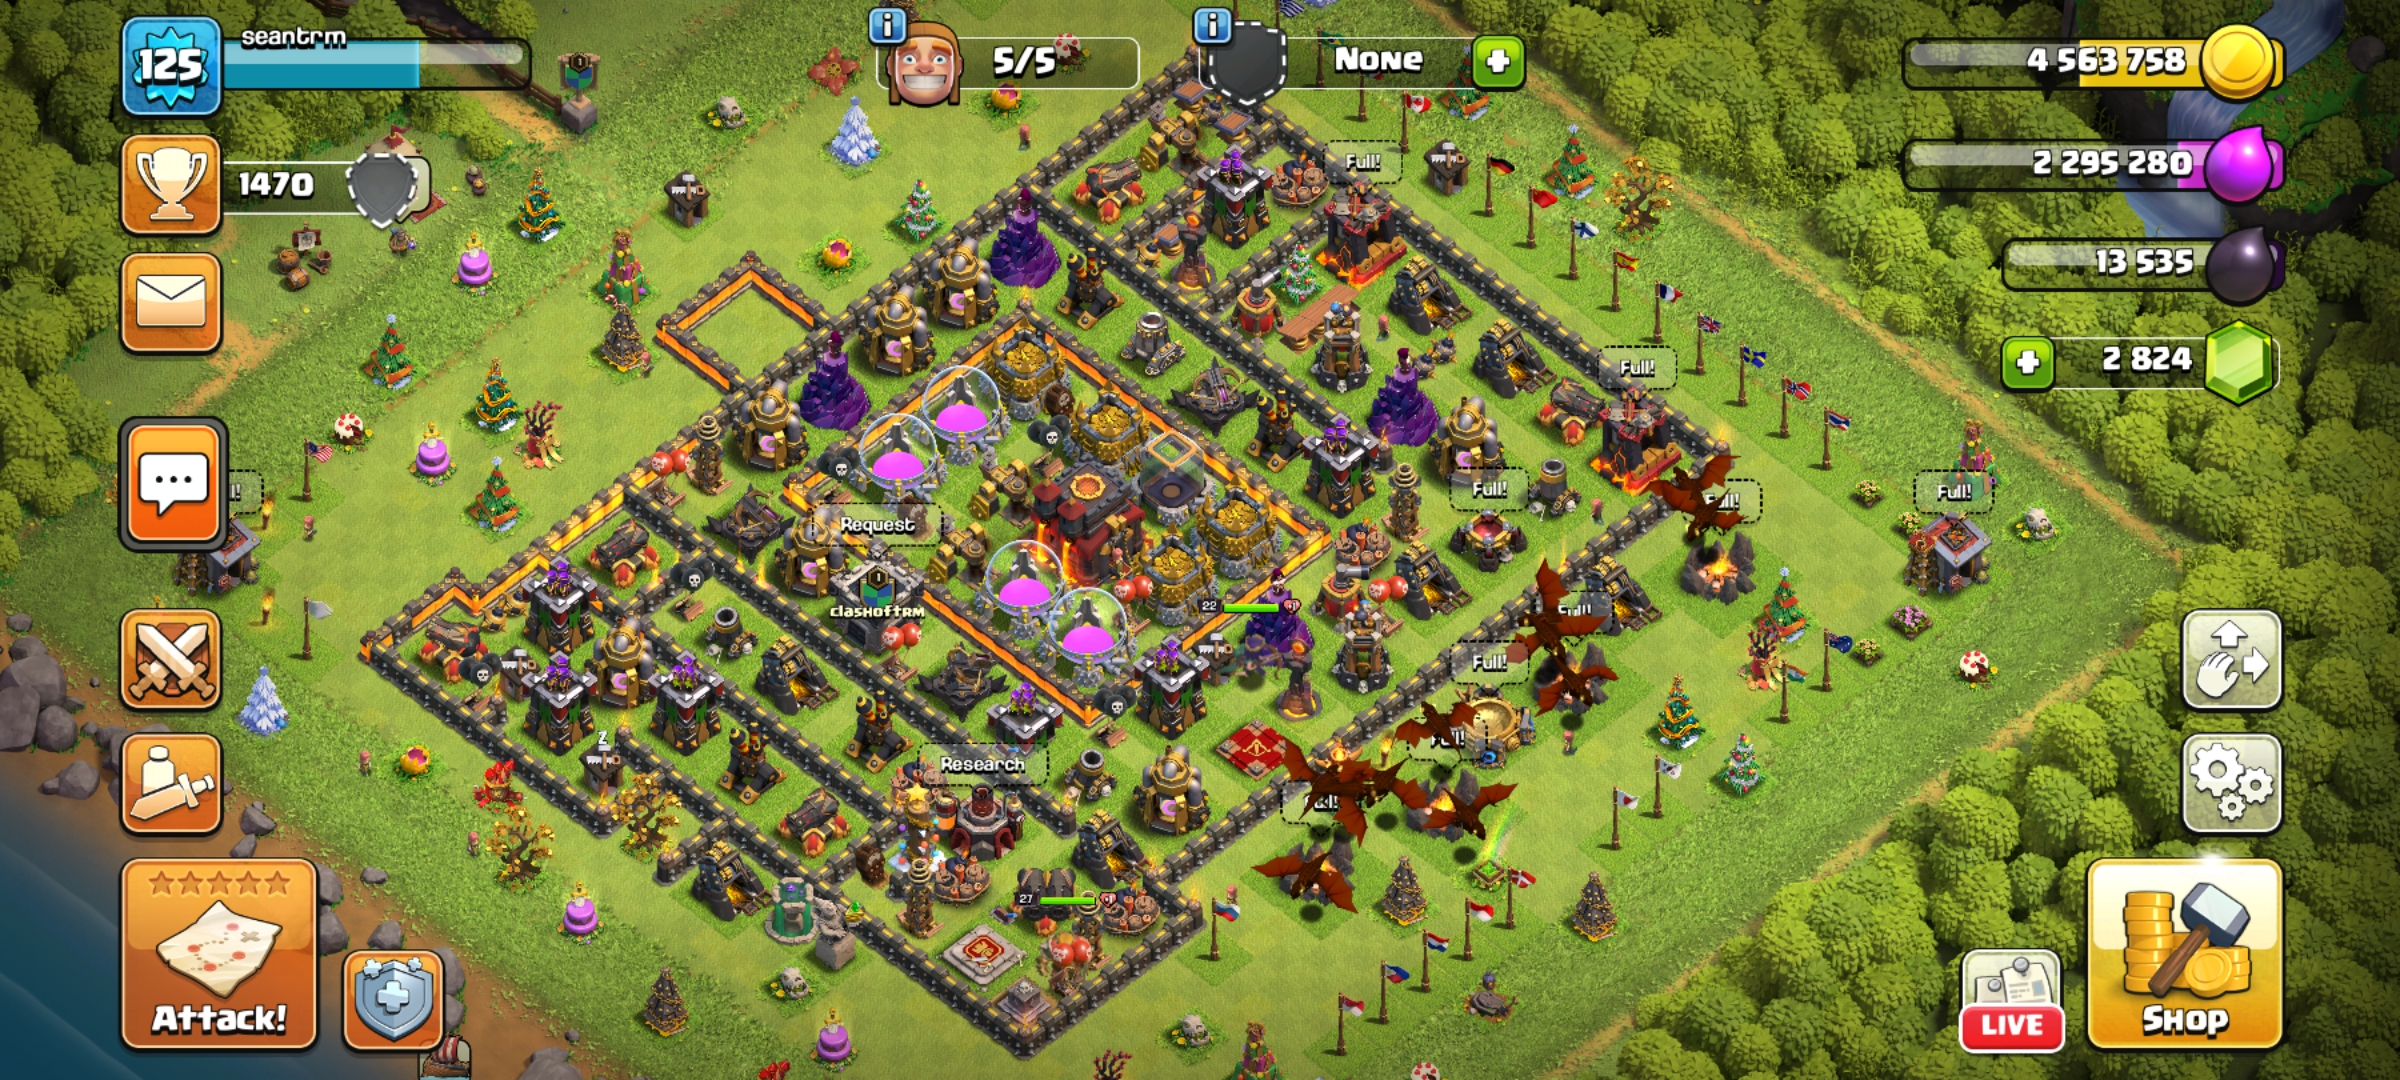 125
seantrm
5/5
None
4 563 758
1470
2 295 280
13 535
2 824
Full!
Full!
Full!
Full!
Request
clashoftrm
22
Full!
Full!
Research
Z
27
Attack!
LIVE
Shop